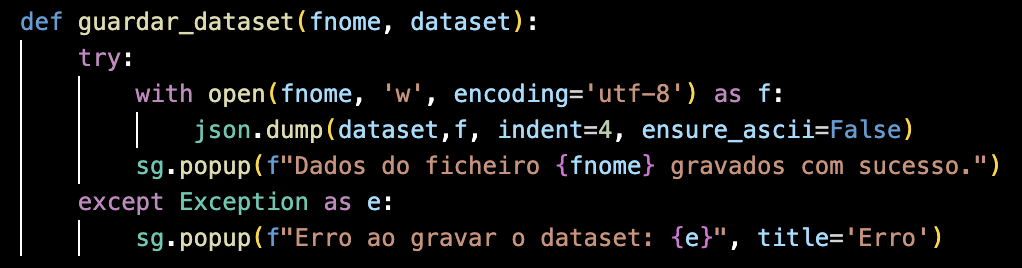 def guardar_dataset(fnome, dataset):
    try:
        with open(fnome, 'w', encoding='utf-8') as f:
            json.dump(dataset,f, indent=4, ensure_ascii=False)
        sg.popup(f"Dados do ficheiro {fnome} gravados com sucesso.")
    except Exception as e:
        sg.popup(f"Erro ao gravar o dataset: {e}", title='Erro')